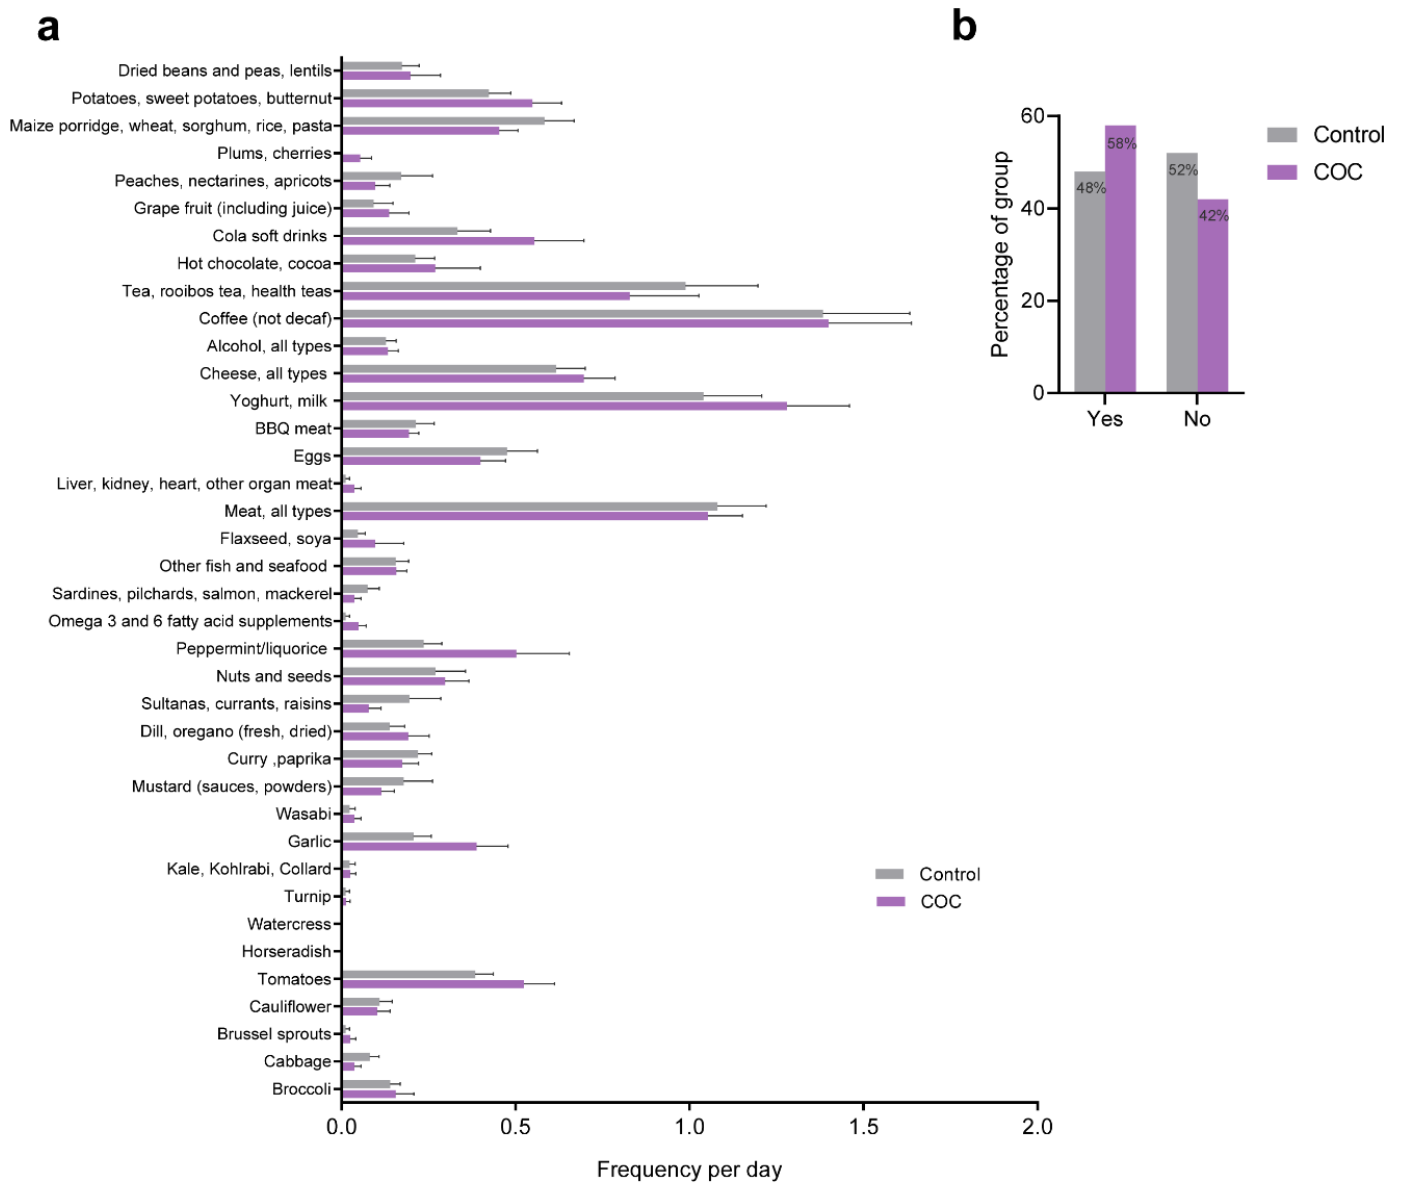 a
b
Dried beans and peas, lentils
Potatoes, sweet potatoes, butternut
Maize porridge, wheat, sorghum, rice, pasta
Plums, cherries
Peaches, nectarines, apricots
Grape fruit (including juice)
Cola soft drinks
Hot chocolate, cocoa
Tea, rooibos tea, health teas
Coffee (not decaf)
Alcohol, all types
Cheese, all types
Yoghurt, milk
BBQ meat
Eggs
Liver, kidney, heart, other organ meat
Meat, all types
Flaxseed, soya
Other fish and seafood
Sardines, pilchards, salmon, mackerel
Omega 3 and 6 fatty acid supplements
Peppermint/liquorice
Nuts and seeds
Sultanas, currants, raisins
Dill, oregano (fresh, dried)
Curry ,paprika
Mustard (sauces, powders)
Wasabi
Garlic
Kale, Kohlrabi, Collard
Turnip
Watercress
Horseradish
Tomatoes
Cauliflower
Brussel sprouts
Cabbage
Broccoli
0.0 0.5 1.0 1.5 2.0
Frequency per day
Control
COC
Percentage of group
60
40
20
0
48% 58% 52% 42%
Yes No
Control
COC